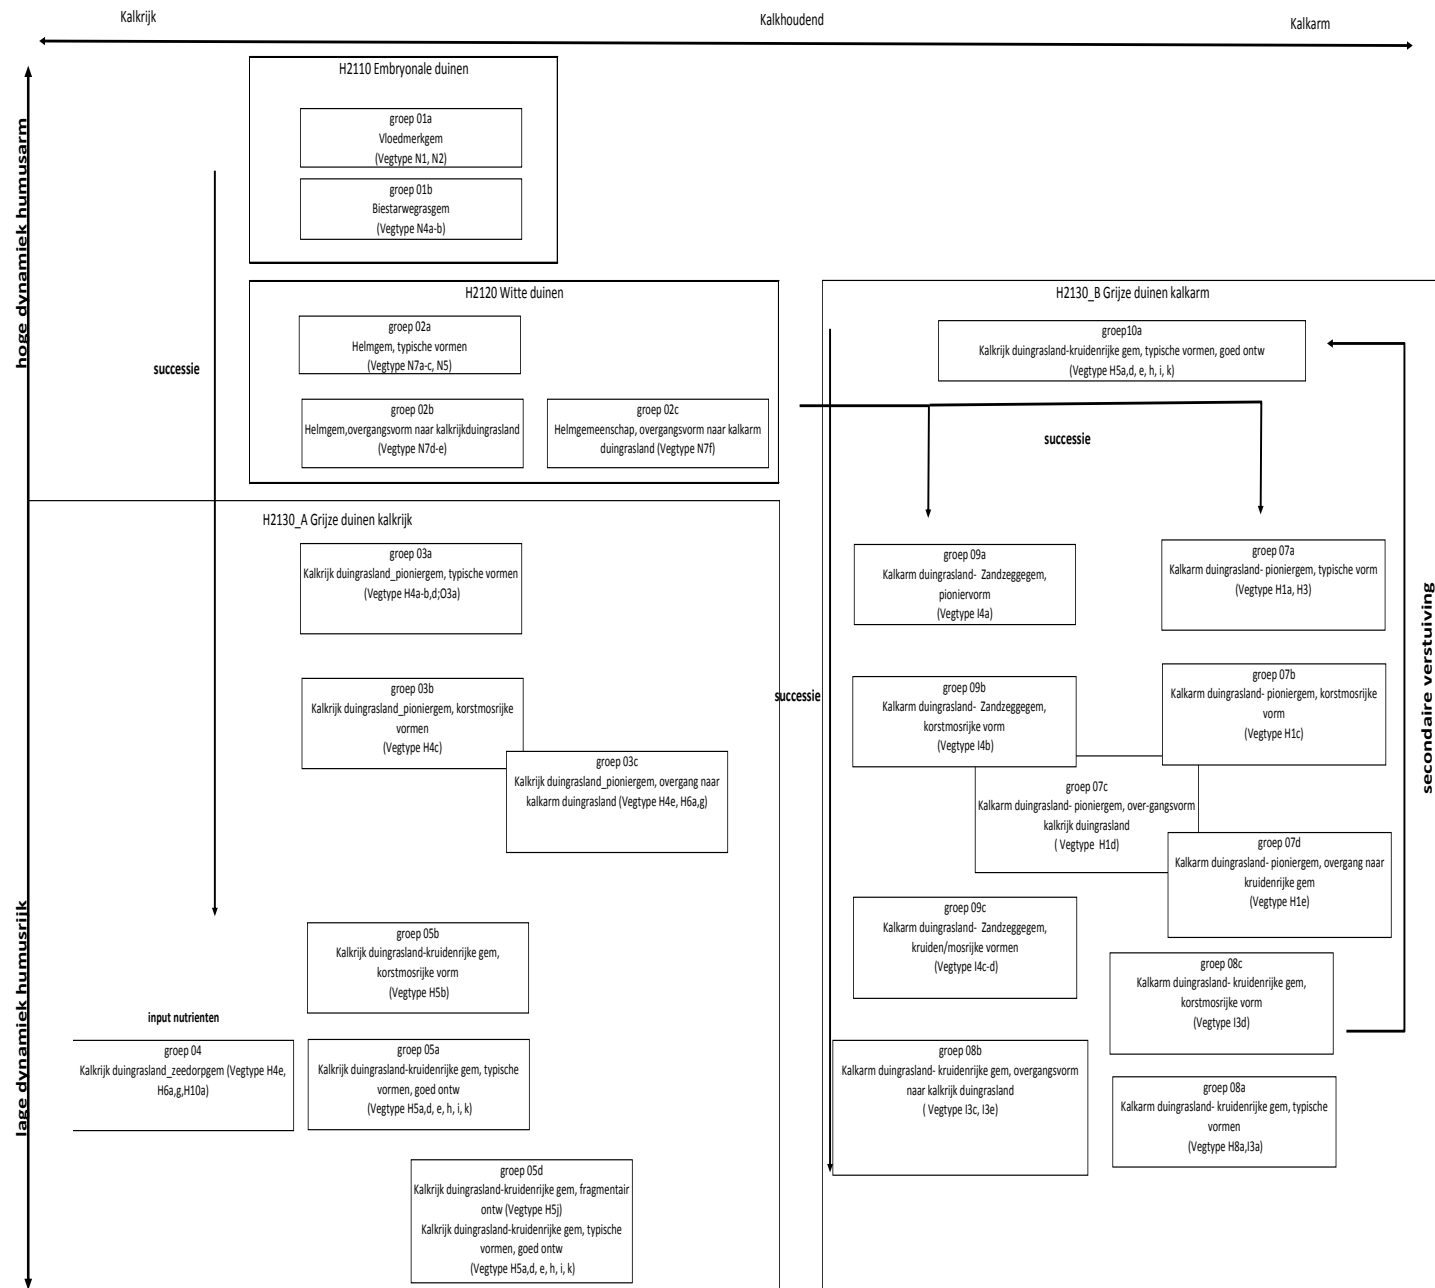 Kalkrijk
Kalkhoudend
Kalkarm
hoge dynamiek humusarm
lage dynamiek humusrijk
H2110 Embryonale duinen
groep 01a
Vloedmerkgem
(Vegtype N1, N2)
groep 01b
Biestarwegrasgem
(Vegtype N4a-b)
successie
H2120 Witte duinen
groep 02a
Helmgem, typische vormen
(Vegtype N7a-c, N5)
groep 02b
Helmgem,overgangsvorm naar kalkrijkduingrasland
(Vegtype N7d-e)
groep 02c
Helmgemeenschap, overgangsvorm naar kalkarm
duingrasland (Vegtype N7f)
H2130_A Grijze duinen kalkrijk
groep 03a
Kalkrijk duingrasland_pioniergem, typische vormen
(Vegtype H4a-b,d;O3a)
groep 03b
Kalkrijk duingrasland_pioniergem, korstmosrijke
vormen
(Vegtype H4c)
groep 03c
Kalkrijk duingrasland_pioniergem, overgang naar
kalkarm duingrasland (Vegtype H4e, H6a,g)
groep 05b
Kalkrijk duingrasland-kruidenrijke gem,
korstmosrijke vorm
(Vegtype H5b)
input nutrienten
groep 04
Kalkrijk duingrasland_zeedorpgem (Vegtype H4e,
H6a,g,H10a)
groep 05a
Kalkrijk duingrasland-kruidenrijke gem, typische
vormen, goed ontw
(Vegtype H5a,d, e, h, i, k)
groep 05d
Kalkrijk duingrasland-kruidenrijke gem, fragmentair
ontw (Vegtype H5j)
Kalkrijk duingrasland-kruidenrijke gem, typische
vormen, goed ontw
(Vegtype H5a,d, e, h, i, k)
H2130_B Grijze duinen kalkarm
groep10a
Kalkrijk duingrasland-kruidenrijke gem, typische vormen, goed ontw
(Vegtype H5a,d, e, h, i, k)
successie
successie
secondaire verstuiving
groep 09a
Kalkarm duingrasland- Zandzeggegem,
pioniervorm
(Vegtype I4a)
groep 07a
Kalkarm duingrasland- pioniergem, typische vorm
(Vegtype H1a, H3)
groep 09b
Kalkarm duingrasland- Zandzeggegem,
korstmosrijke vorm
(Vegtype I4b)
groep 07b
Kalkarm duingrasland- pioniergem, korstmosrijke
vorm
(Vegtype H1c)
groep 07c
Kalkarm duingrasland- pioniergem, over-gangsvorm
kalkrijk duingrasland
( Vegtype H1d)
groep 07d
Kalkarm duingrasland- pioniergem, overgang naar
kruidenrijke gem
(Vegtype H1e)
groep 09c
Kalkarm duingrasland- Zandzeggegem,
kruiden/mosrijke vormen
(Vegtype I4c-d)
groep 08c
Kalkarm duingrasland- kruidenrijke gem,
korstmosrijke vorm
(Vegtype I3d)
groep 08b
Kalkarm duingrasland- kruidenrijke gem, overgangsvorm
naar kalkrijk duingrasland
( Vegtype I3c, I3e)
groep 08a
Kalkarm duingrasland- kruidenrijke gem, typische
vormen
(Vegtype H8a,I3a)